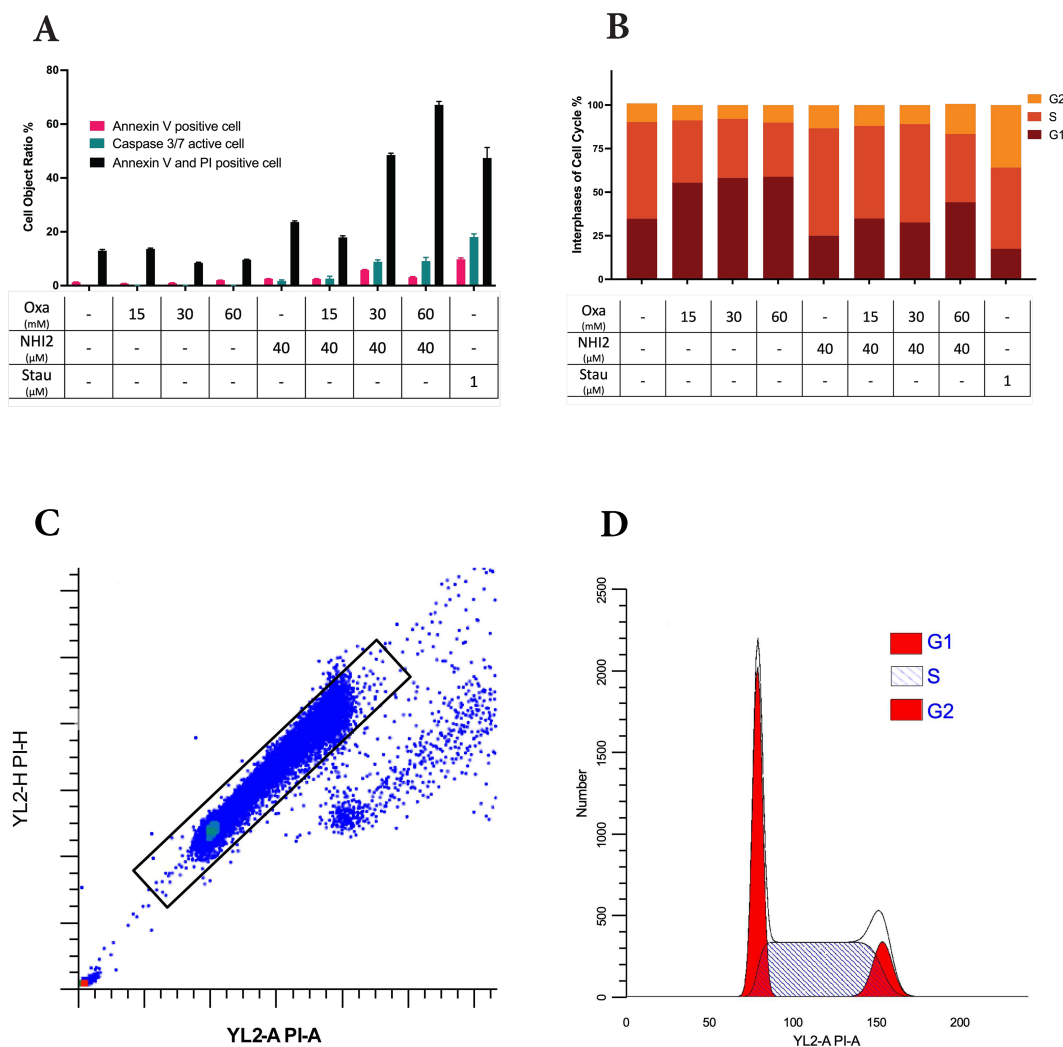 A
80
60
40
20
0
Cell Object Ratio %
Annexin V positive cell
Caspase 3/7 active cell
Annexin V and PI positive cell
Oxa (mM) - 15 30 60 - 15 30 60 -
NHI2 (μM) - - - - 40 40 40 40 -
Stau (μM) - - - - - - - - 1
B
100
75
50
25
0
Interphases of Cell Cycle %
G2
S
G1
Oxa (mM) - 15 30 60 - 15 30 60 -
NHI2 (μM) - - - - 40 40 40 40 -
Stau (μM) - - - - - - - - 1
C
YL2-H PI-H
YL2-A PI-A
D
2500
2000
1500
1000
500
0
Number
G1
S
G2
0 50 100 150 200
YL2-A PI-A